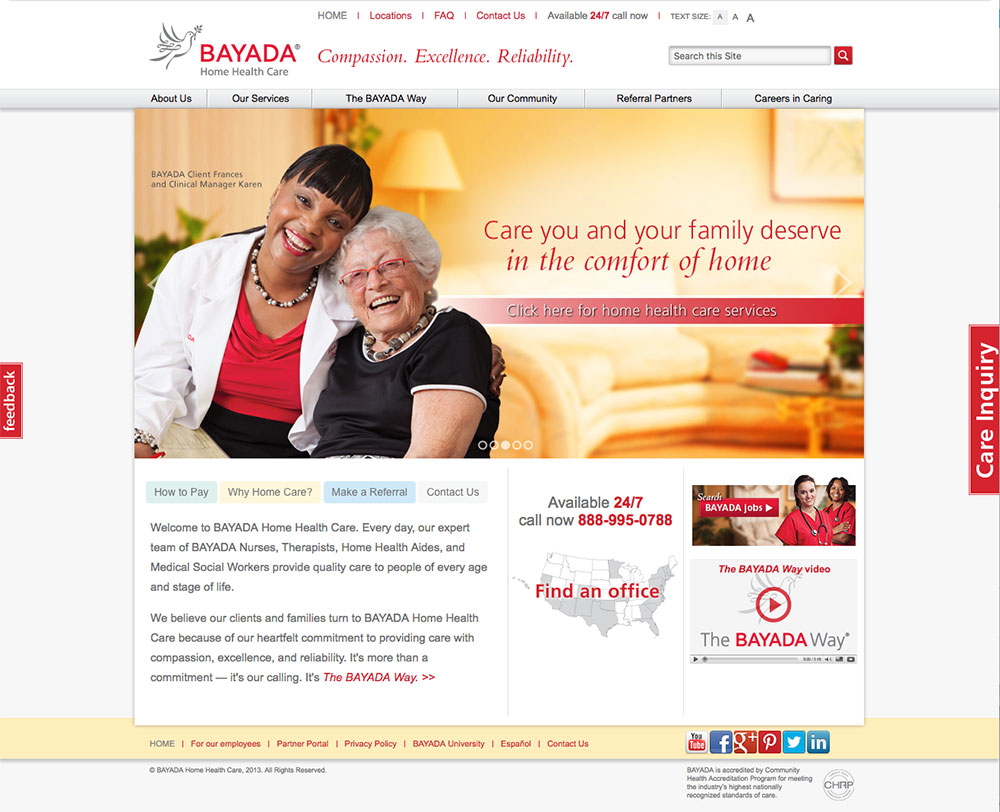 HOME | Locations | FAQ | Contact Us | Available 24/7 call now | TEXT SIZE: A A A
BAYADA®
Home Health Care
Compassion. Excellence. Reliability.
Search this Site
About Us
Our Services
The BAYADA Way
Our Community
Referral Partners
Careers in Caring
BAYADA Client Frances
and Clinical Manager Karen
Care you and your family deserve
in the comfort of home
Click here for home health care services
feedback
Care Inquiry
How to Pay
Why Home Care?
Make a Referral
Contact Us
Welcome to BAYADA Home Health Care. Every day, our expert
team of BAYADA Nurses, Therapists, Home Health Aides, and
Medical Social Workers provide quality care to people of every age
and stage of life.
We believe our clients and families turn to BAYADA Home Health
Care because of our heartfelt commitment to providing care with
compassion, excellence, and reliability. It's more than a
commitment — it's our calling. It's The BAYADA Way. >>
Available 24/7
call now 888-995-0788
Find an office
Search
BAYADA jobs
The BAYADA Way video
The BAYADA Way®
HOME | For our employees | Partner Portal | Privacy Policy | BAYADA University | Español | Contact Us
You Tube
f
g+
in
© BAYADA Home Health Care, 2013. All Rights Reserved.
BAYADA is accredited by Community
Health Accreditation Program for meeting
the industry's highest nationally
recognized standards of care.
CHAP